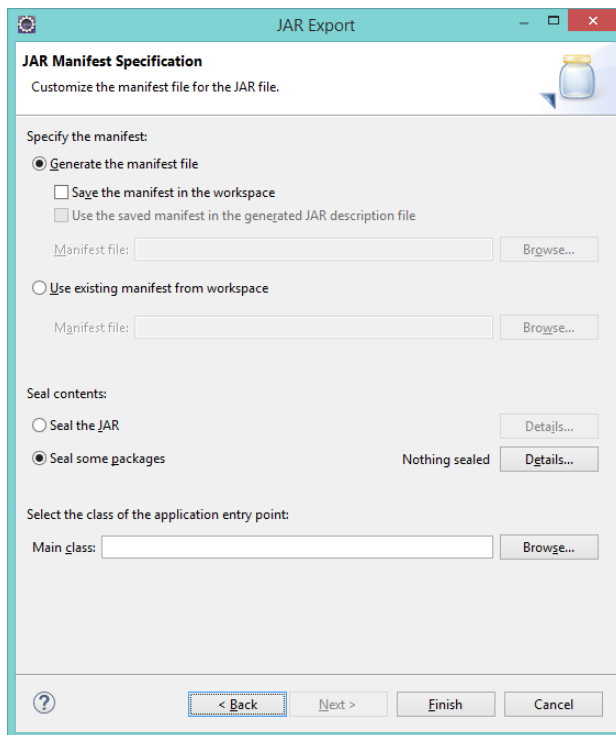 JAR Export
JAR Manifest Specification
Customize the manifest file for the JAR file.
Specify the manifest:
Generate the manifest file
Save the manifest in the workspace
Use the saved manifest in the generated JAR description file
Manifest file: Browse...
Use existing manifest from workspace
Manifest file: Browse...
Seal contents:
Seal the JAR Details...
Seal some packages Nothing sealed Details...
Select the class of the application entry point:
Main class: Browse...
? < Back Next > Finish Cancel